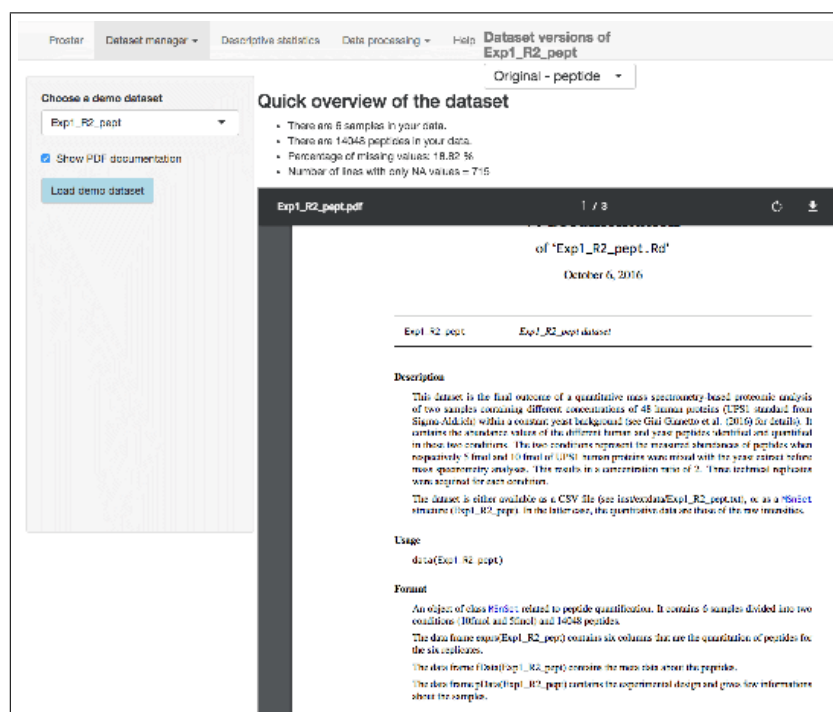 Prostar
Dataset manager
Descriptive statistics
Data processing
Help
Dataset versions of
Exp1_R2_pept
Original - peptide
Choose a demo dataset
Exp1_R2_pept
Show PDF documentation
Load demo dataset
Quick overview of the dataset
There are 6 samples in your data.
There are 14048 peptides in your data.
Percentage of missing values: 18.82 %
Number of lines with only NA values = 715
Exp1_R2_pept.pdf
1 / 3
of ‘Exp1_R2_pept.Rd’
October 6, 2016
Exp1_R2_pept
Exp1_R2_pept dataset
Description
This dataset is the final outcome of a quantitative mass spectrometry-based proteomic analysis
of two samples containing different concentrations of 48 human proteins (UPS1 standard from
Sigma-Aldrich) within a constant yeast background (see Giai Gianetto et al. (2016) for details). It
contains the abundance values of the different human and yeast peptides identified and quantified
in these two conditions. The two conditions represent the measured abundances of peptides when
respectively 5 fmol and 10 fmol of UPS1 human proteins were mixed with the yeast extract before
mass spectrometry analyses. This results in a concentration ratio of 2. Three technical replicates
were acquired for each condition.
The dataset is either available as a CSV file (see inst/extdata/Exp1_R2_pept.txt), or as a MSnSet
structure (Exp1_R2_pept). In the latter case, the quantitative data are those of the raw intensities.
Usage
data(Exp1_R2_pept)
Format
An object of class MSnSet related to peptide quantification. It contains 6 samples divided into two
conditions (10fmol and 5fmol) and 14048 peptides.
The data frame exprs(Exp1_R2_pept) contains six columns that are the quantitation of peptides for
the six replicates.
The data frame fData(Exp1_R2_pept) contains the meta data about the peptides.
The data frame pData(Exp1_R2_pept) contains the experimental design and gives few informations
about the samples.